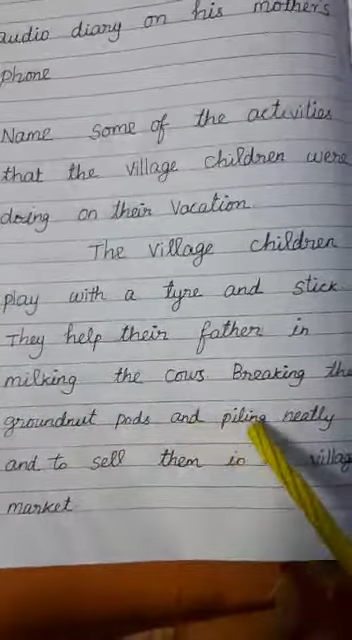 audio diary on his mother's
phone
Name some of the activities
that the village children were
doing on their vacation.
The village children
play with a tyre and stick
They help their father in
milking the cows Breaking the
groundnut pods and piling neatly
and to sell them in village
market